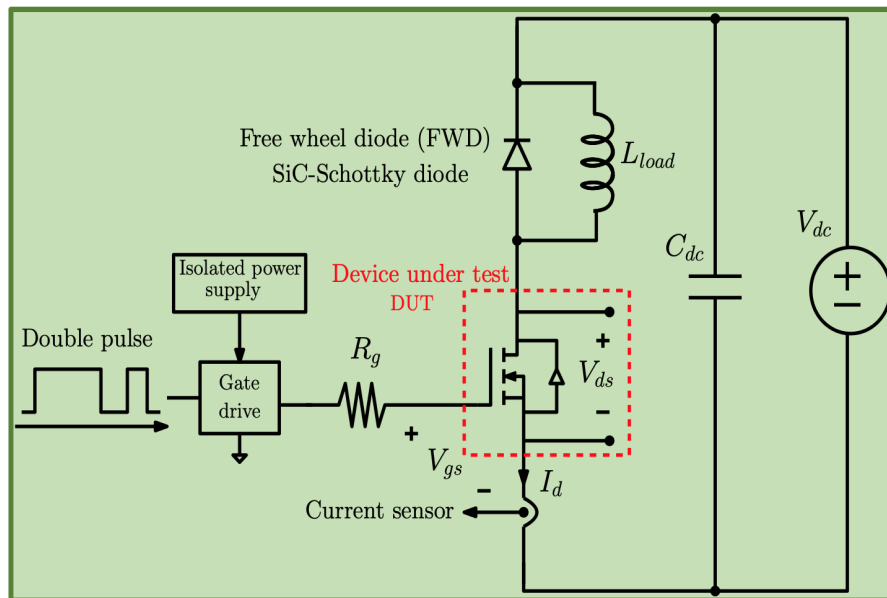 Free wheel diode (FWD)
SiC-Schottky diode
L_load
C_dc
V_dc
+
−
Isolated power
supply
Device under test
DUT
Double pulse
Gate
drive
R_g
+
V_gs
−
+
V_ds
−
I_d
Current sensor